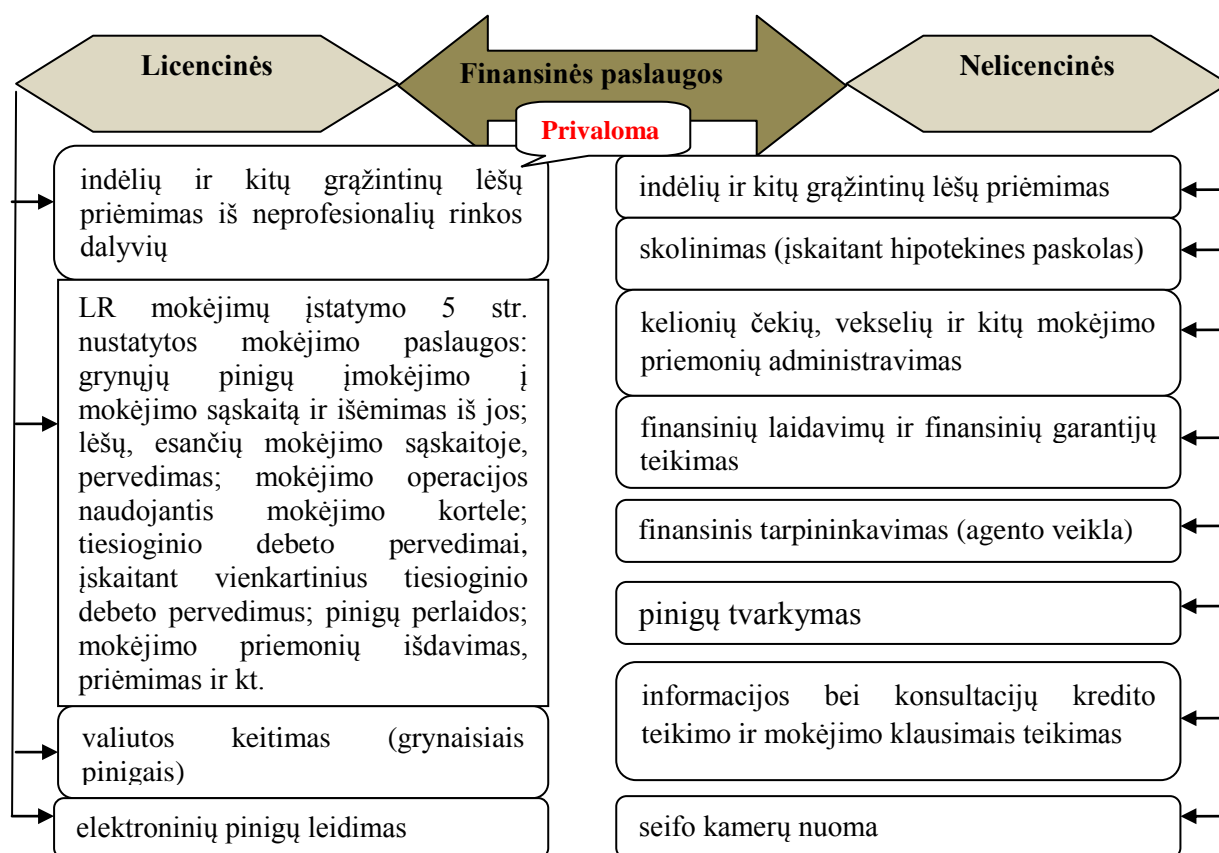 Licencinės
Finansinės paslaugos
Nelicencinės
Privaloma
indėlių ir kitų grąžintinų lėšų
priėmimas iš neprofesionalių rinkos
dalyvių
LR mokėjimų įstatymo 5 str.
nustatytos mokėjimo paslaugos:
grynųjų pinigų įmokėjimo į
mokėjimo sąskaitą ir išėmimas iš jos;
lėšų, esančių mokėjimo sąskaitoje,
pervedimas; mokėjimo operacijos
naudojantis mokėjimo kortele;
tiesioginio debeto pervedimai,
įskaitant vienkartinius tiesioginio
debeto pervedimus; pinigų perlaidos;
mokėjimo priemonių išdavimas,
priėmimas ir kt.
valiutos keitimas (grynaisiais
pinigais)
elektroninių pinigų leidimas
indėlių ir kitų grąžintinų lėšų priėmimas
skolinimas (įskaitant hipotekines paskolas)
kelionių čekių, vekselių ir kitų mokėjimo
priemonių administravimas
finansinių laidavimų ir finansinių garantijų
teikimas
finansinis tarpininkavimas (agento veikla)
pinigų tvarkymas
informacijos bei konsultacijų kredito
teikimo ir mokėjimo klausimais teikimas
seifo kamerų nuoma